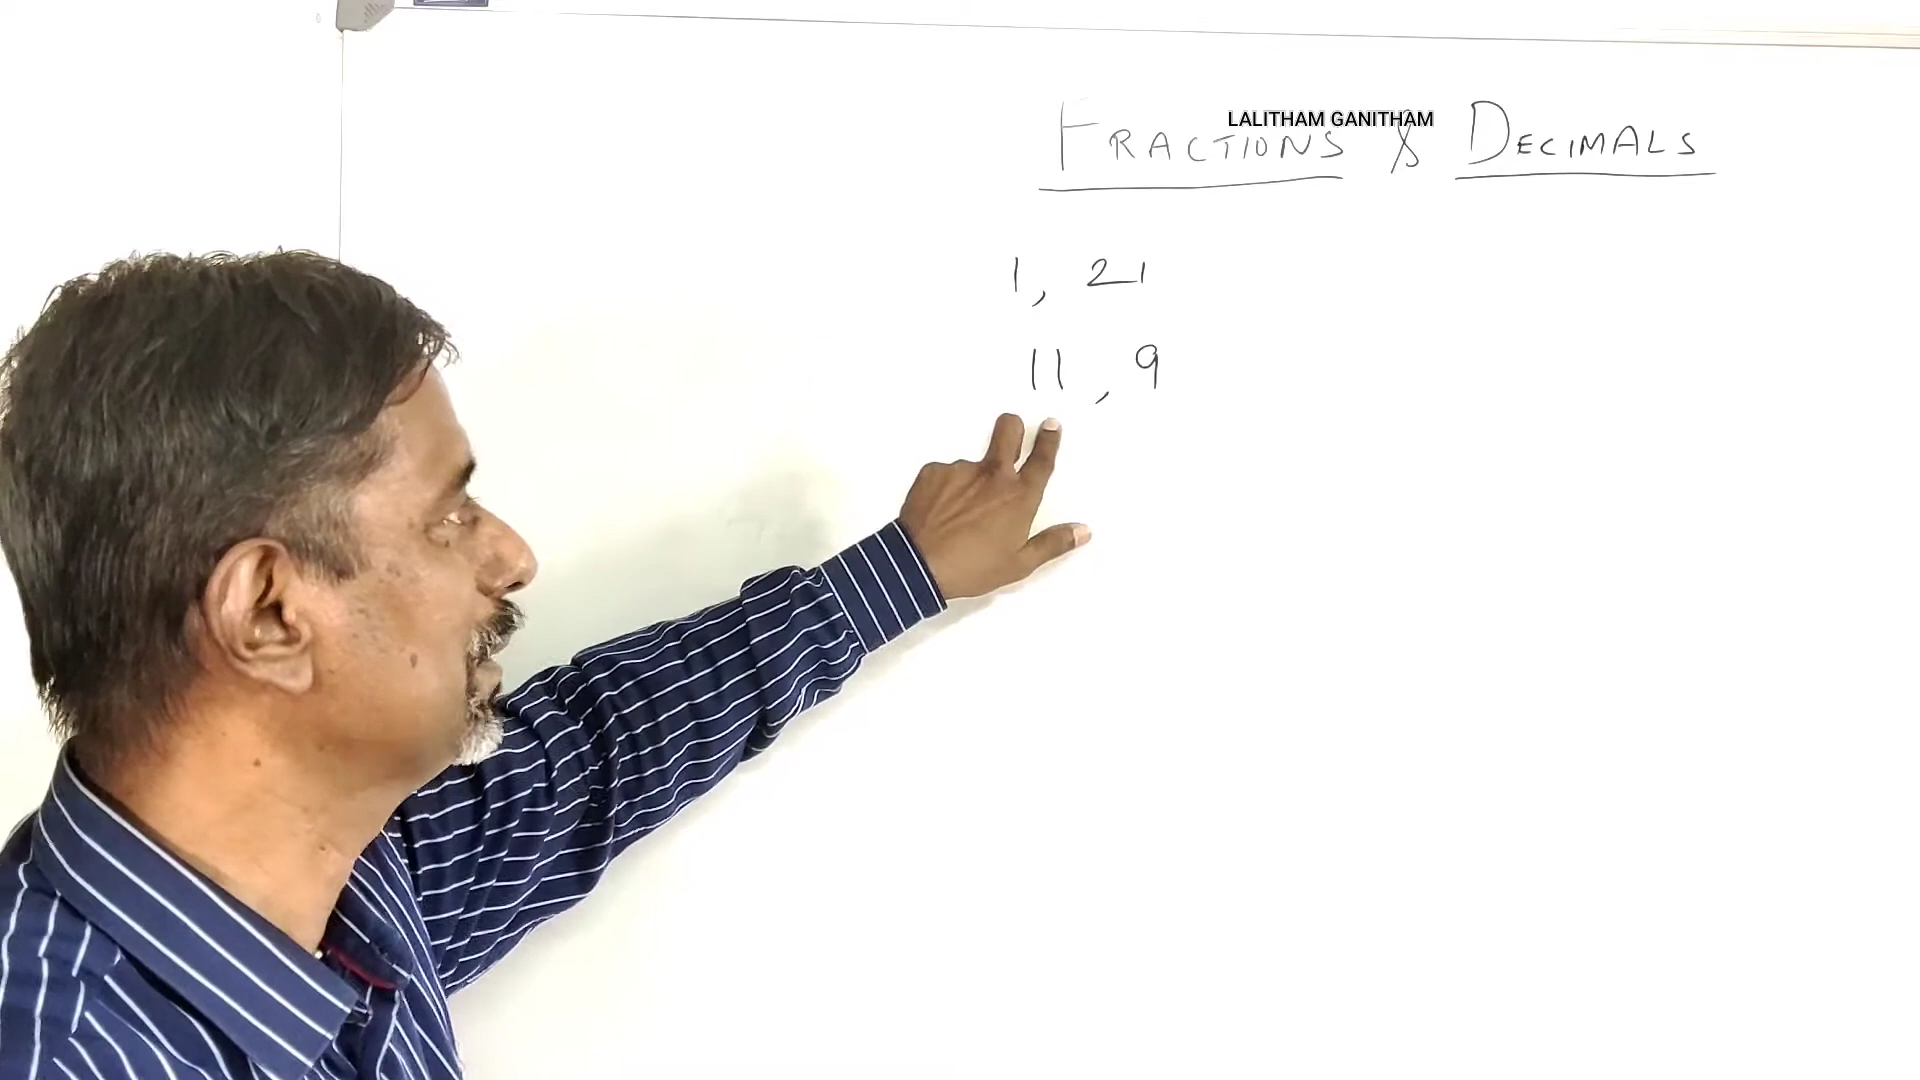 LALITHAM GANITHAM
FRACTIONS & DECIMALS
1, 21
11, 9